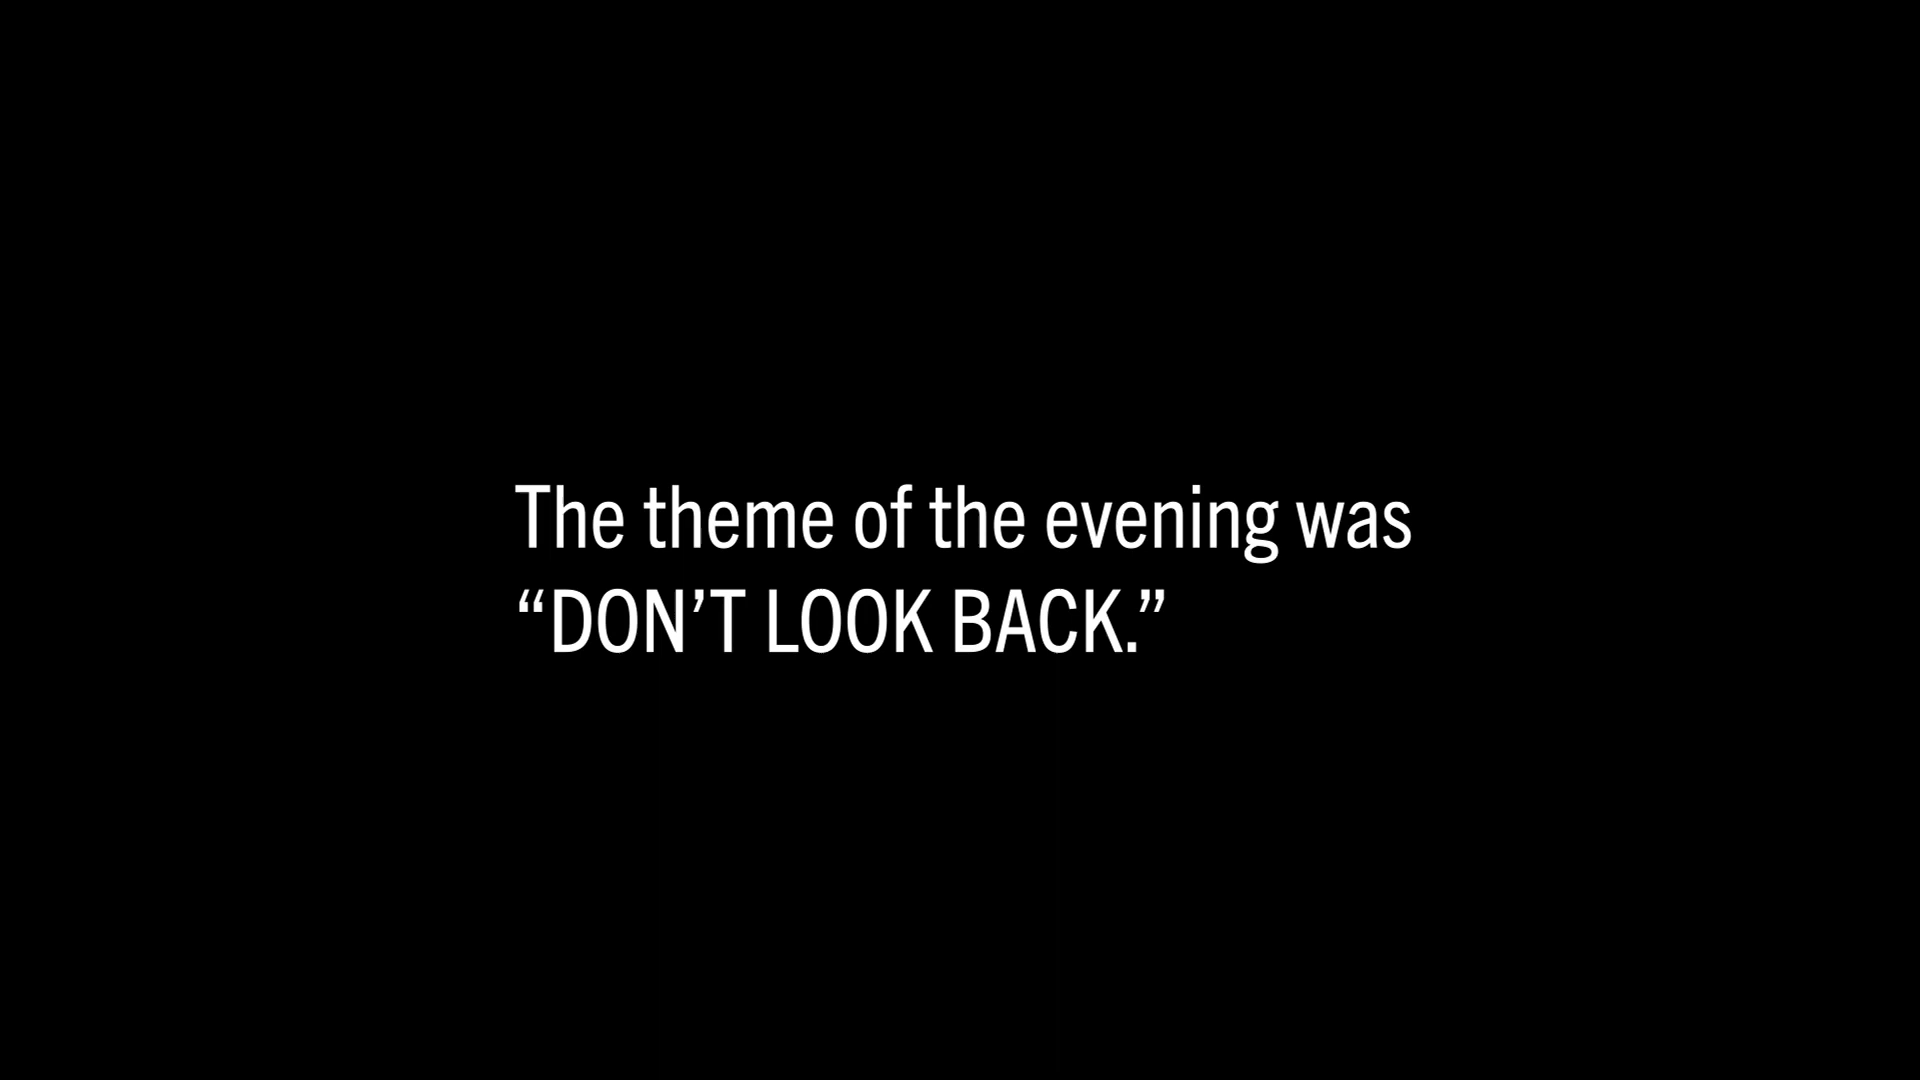 The theme of the evening was
“DON’T LOOK BACK.”